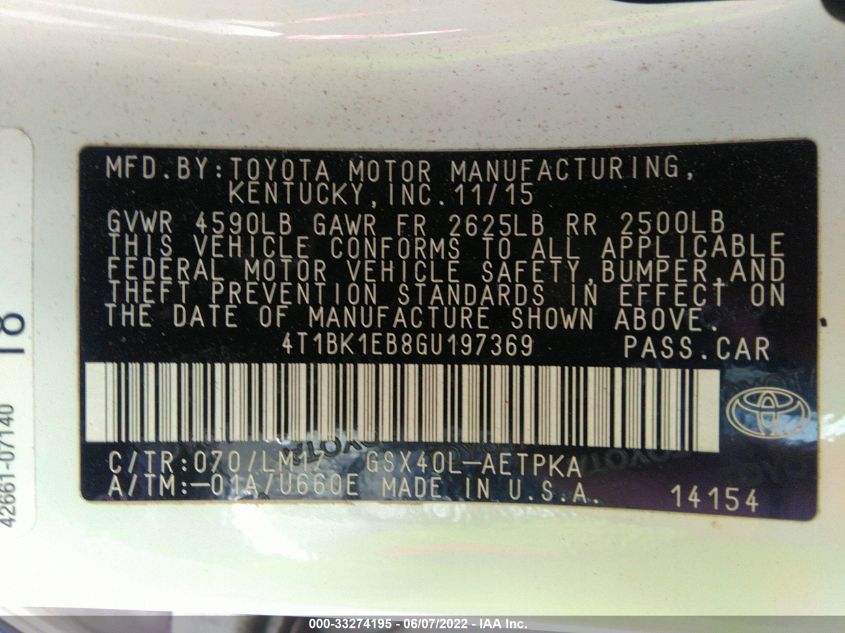 MFD. BY: TOYOTA MOTOR MANUFACTURING,
KENTUCKY, INC. 11/15
GVWR 4590LB GAWR FR 2625LB RR 2500LB
THIS VEHICLE CONFORMS TO ALL APPLICABLE
FEDERAL MOTOR VEHICLE SAFETY, BUMPER, AND
THEFT PREVENTION STANDARDS IN EFFECT ON
THE DATE OF MANUFACTURE SHOWN ABOVE.
4T1BK1EB8GU197369 PASS. CAR
C/TR: 070/LM17 GSX40L-AETPKA
A/TM: -01A/U660E MADE IN U.S.A. 14154
42661-07140
000-33274195 - 06/07/2022 - IAA Inc.